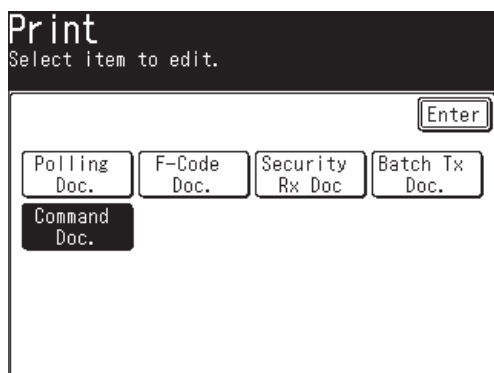 Print
Select item to edit.
Enter
Polling Doc.
F-Code Doc.
Security Rx Doc
Batch Tx Doc.
Command Doc.